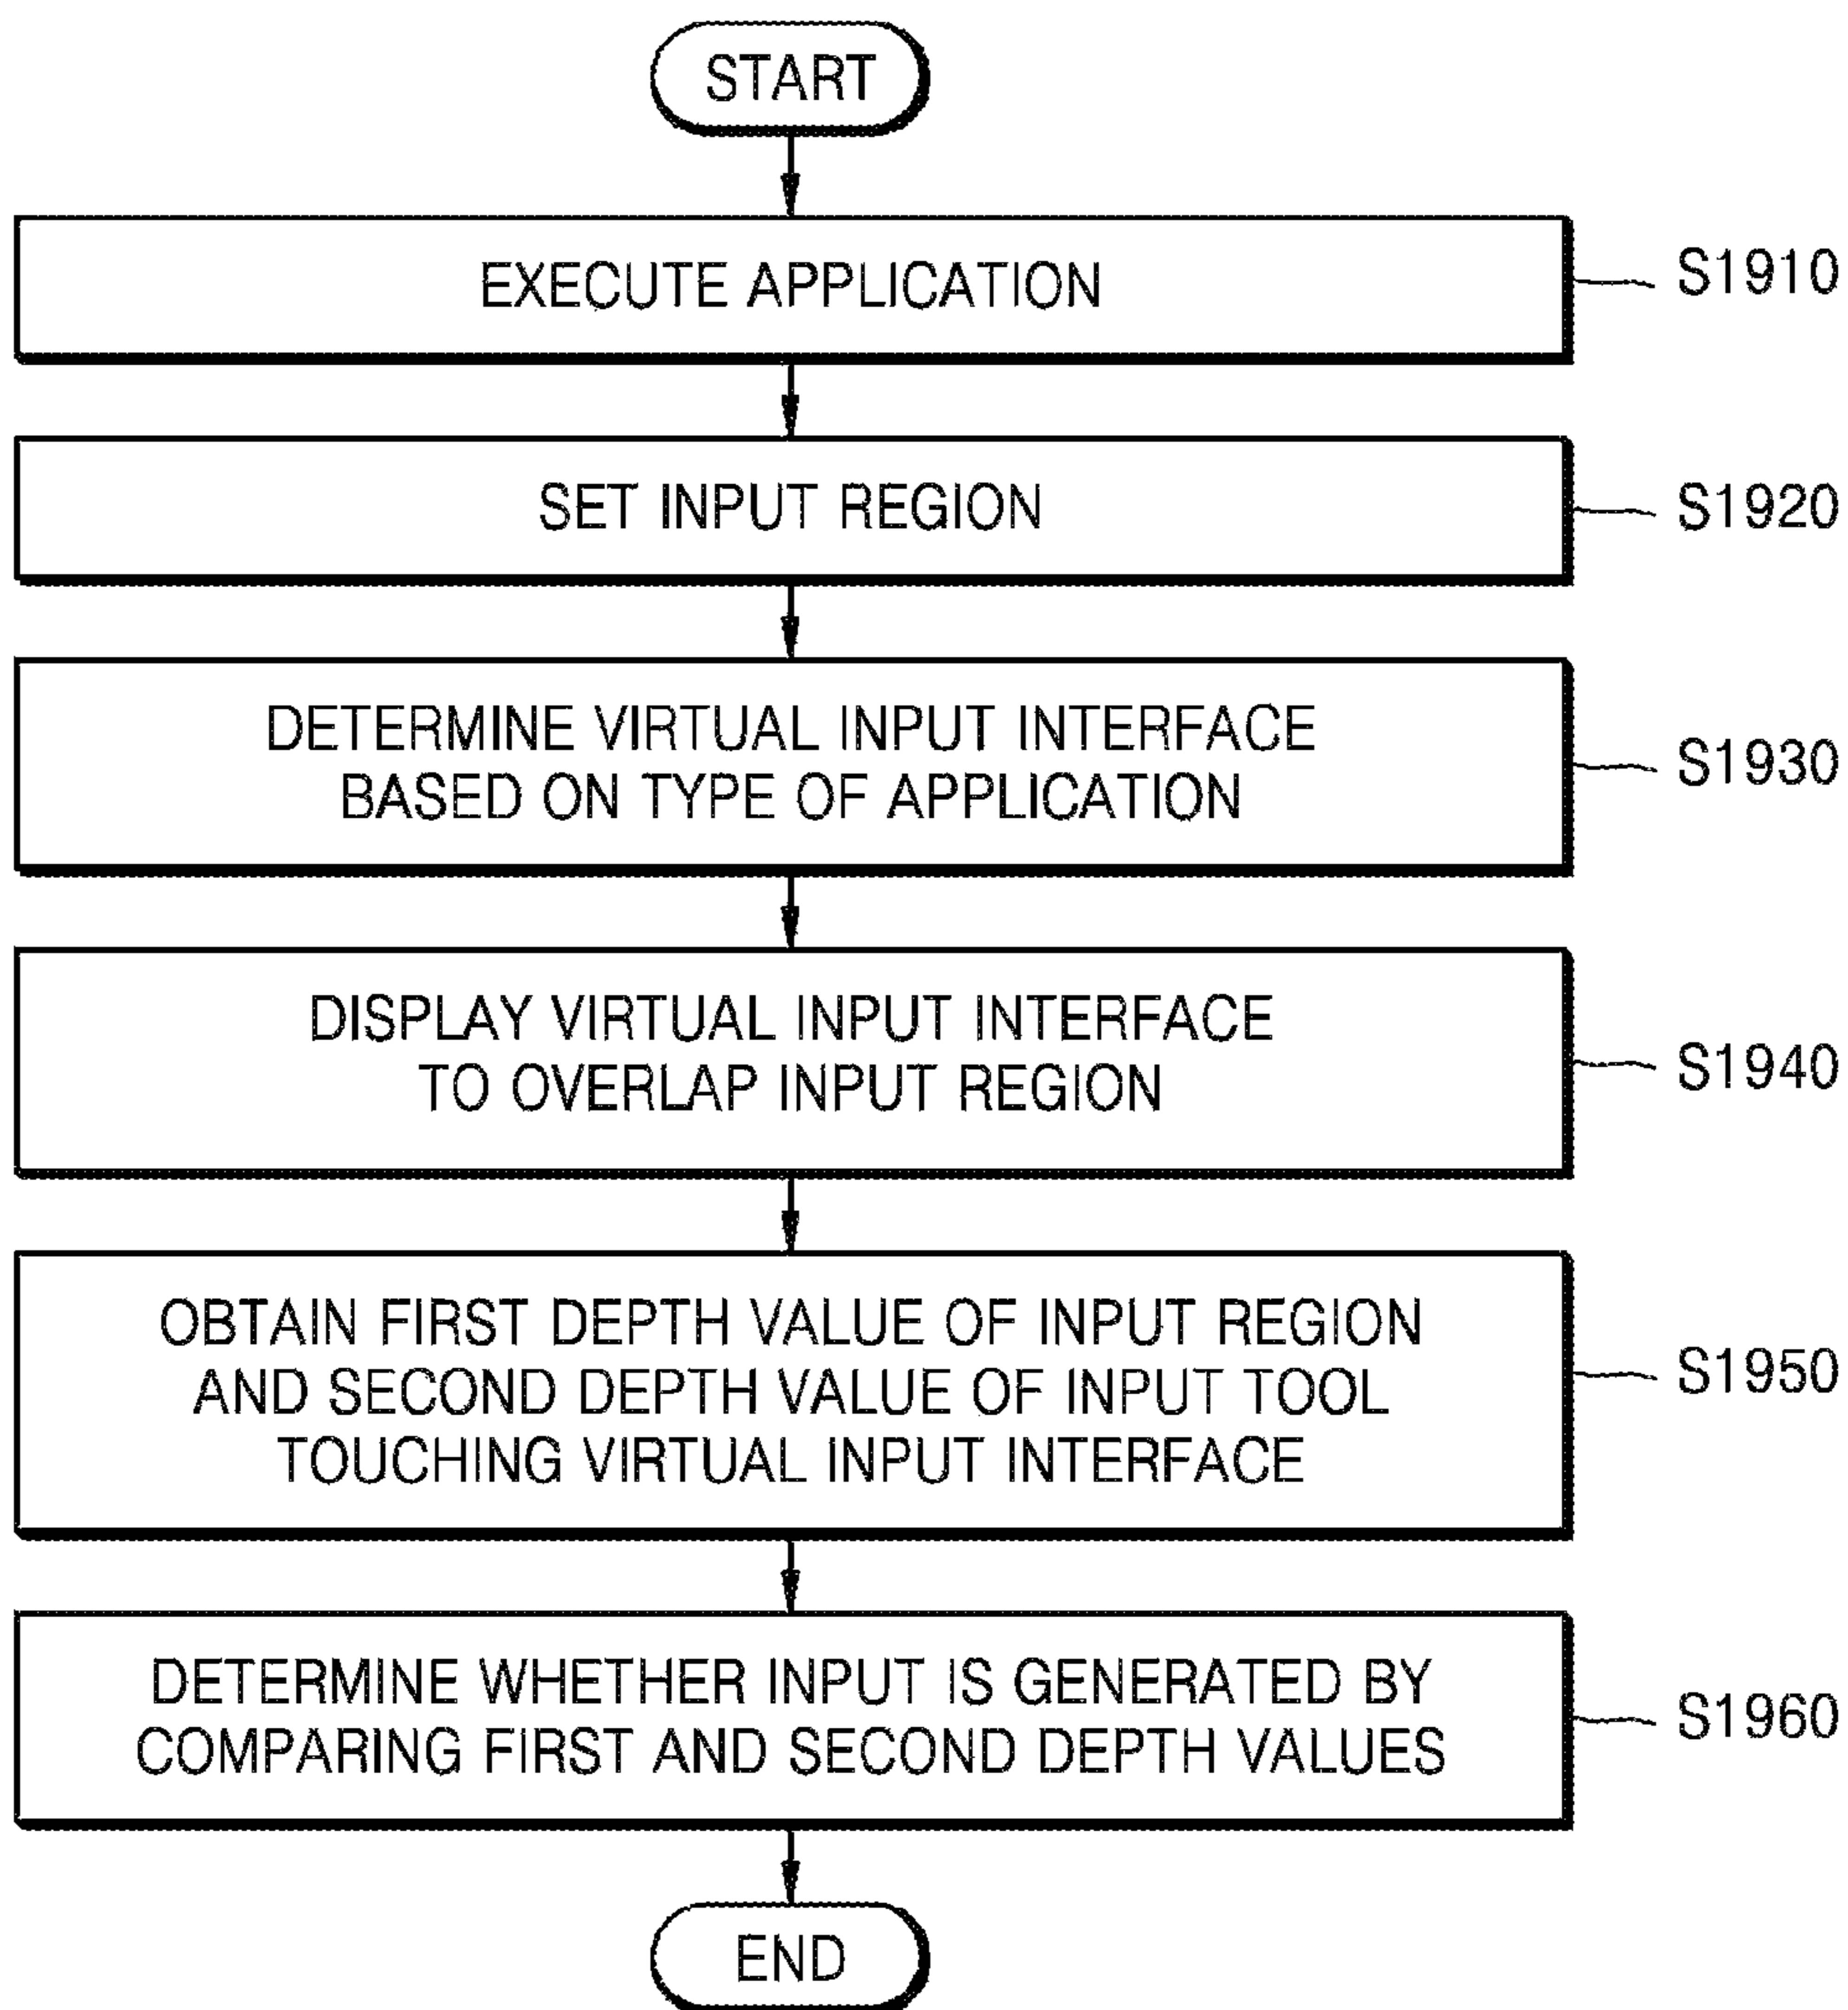 START
EXECUTE APPLICATION
S1910
SET INPUT REGION
S1920
DETERMINE VIRTUAL INPUT INTERFACE
BASED ON TYPE OF APPLICATION
S1930
DISPLAY VIRTUAL INPUT INTERFACE
TO OVERLAP INPUT REGION
S1940
OBTAIN FIRST DEPTH VALUE OF INPUT REGION
AND SECOND DEPTH VALUE OF INPUT TOOL
TOUCHING VIRTUAL INPUT INTERFACE
S1950
DETERMINE WHETHER INPUT IS GENERATED BY
COMPARING FIRST AND SECOND DEPTH VALUES
S1960
END